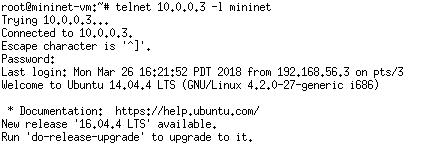 root@mininet-vm:~# telnet 10.0.0.3 -l mininet
Trying 10.0.0.3...
Connected to 10.0.0.3.
Escape character is '^]'.
Password:
Last login: Mon Mar 26 16:21:52 PDT 2018 from 192.168.56.3 on pts/3
Welcome to Ubuntu 14.04.4 LTS (GNU/Linux 4.2.0-27-generic i686)

 * Documentation:  https://help.ubuntu.com/
New release '16.04.4 LTS' available.
Run 'do-release-upgrade' to upgrade to it.